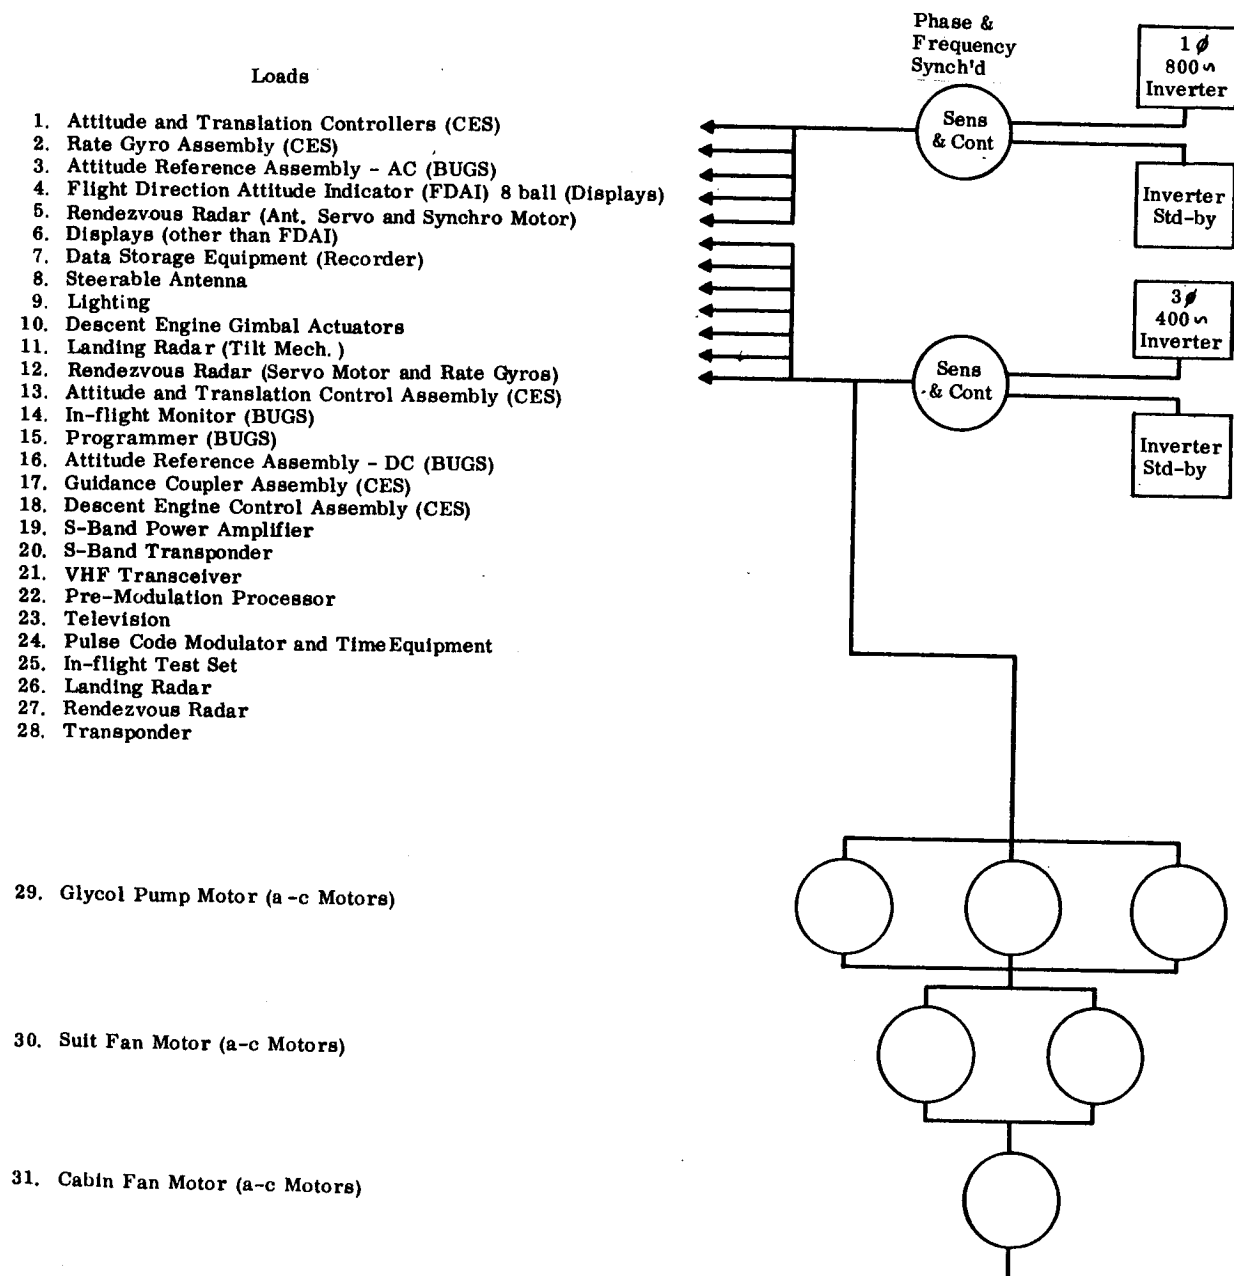 Loads
1. Attitude and Translation Controllers (CES)
2. Rate Gyro Assembly (CES)
3. Attitude Reference Assembly - AC (BUGS)
4. Flight Direction Attitude Indicator (FDAI) 8 ball (Displays)
5. Rendezvous Radar (Ant. Servo and Synchro Motor)
6. Displays (other than FDAI)
7. Data Storage Equipment (Recorder)
8. Steerable Antenna
9. Lighting
10. Descent Engine Gimbal Actuators
11. Landing Radar (Tilt Mech.)
12. Rendezvous Radar (Servo Motor and Rate Gyros)
13. Attitude and Translation Control Assembly (CES)
14. In-flight Monitor (BUGS)
15. Programmer (BUGS)
16. Attitude Reference Assembly - DC (BUGS)
17. Guidance Coupler Assembly (CES)
18. Descent Engine Control Assembly (CES)
19. S-Band Power Amplifier
20. S-Band Transponder
21. VHF Transceiver
22. Pre-Modulation Processor
23. Television
24. Pulse Code Modulator and Time Equipment
25. In-flight Test Set
26. Landing Radar
27. Rendezvous Radar
28. Transponder
29. Glycol Pump Motor (a-c Motors)
30. Suit Fan Motor (a-c Motors)
31. Cabin Fan Motor (a-c Motors)
Phase &
Frequency
Synch'd
Sens
& Cont
1 ϕ
800 ∿
Inverter
Inverter
Std-by
Sens
& Cont
3 ϕ
400 ∿
Inverter
Inverter
Std-by